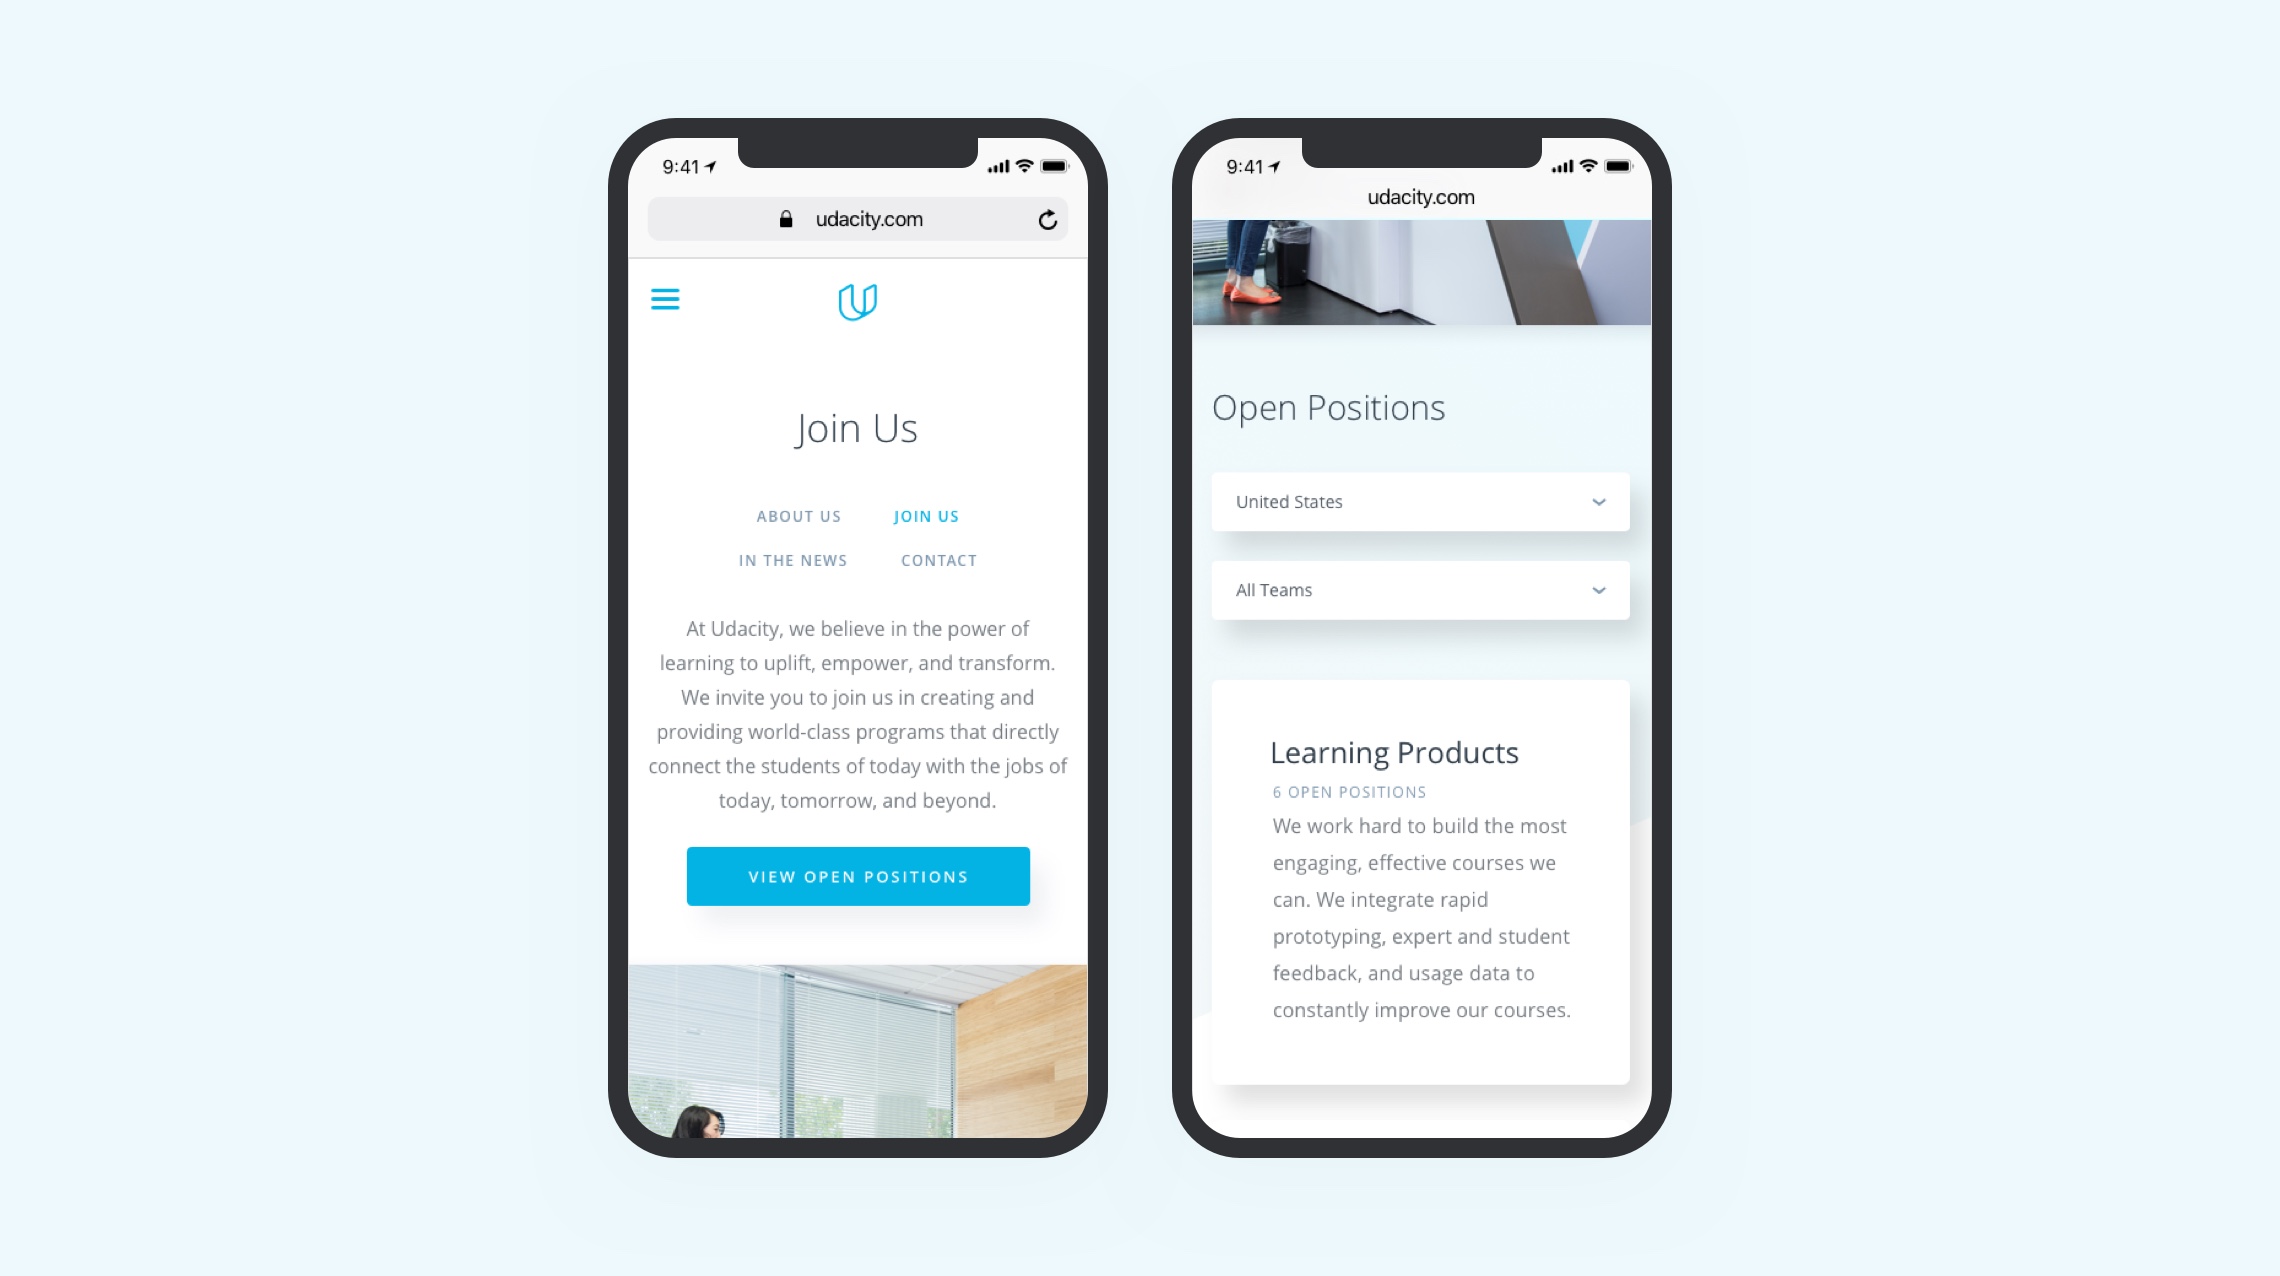 9:41
udacity.com
Join Us
ABOUT US JOIN US
IN THE NEWS CONTACT
At Udacity, we believe in the power of
learning to uplift, empower, and transform.
We invite you to join us in creating and
providing world-class programs that directly
connect the students of today with the jobs of
today, tomorrow, and beyond.
VIEW OPEN POSITIONS
9:41
udacity.com
Open Positions
United States
All Teams
Learning Products
6 OPEN POSITIONS
We work hard to build the most
engaging, effective courses we
can. We integrate rapid
prototyping, expert and student
feedback, and usage data to
constantly improve our courses.